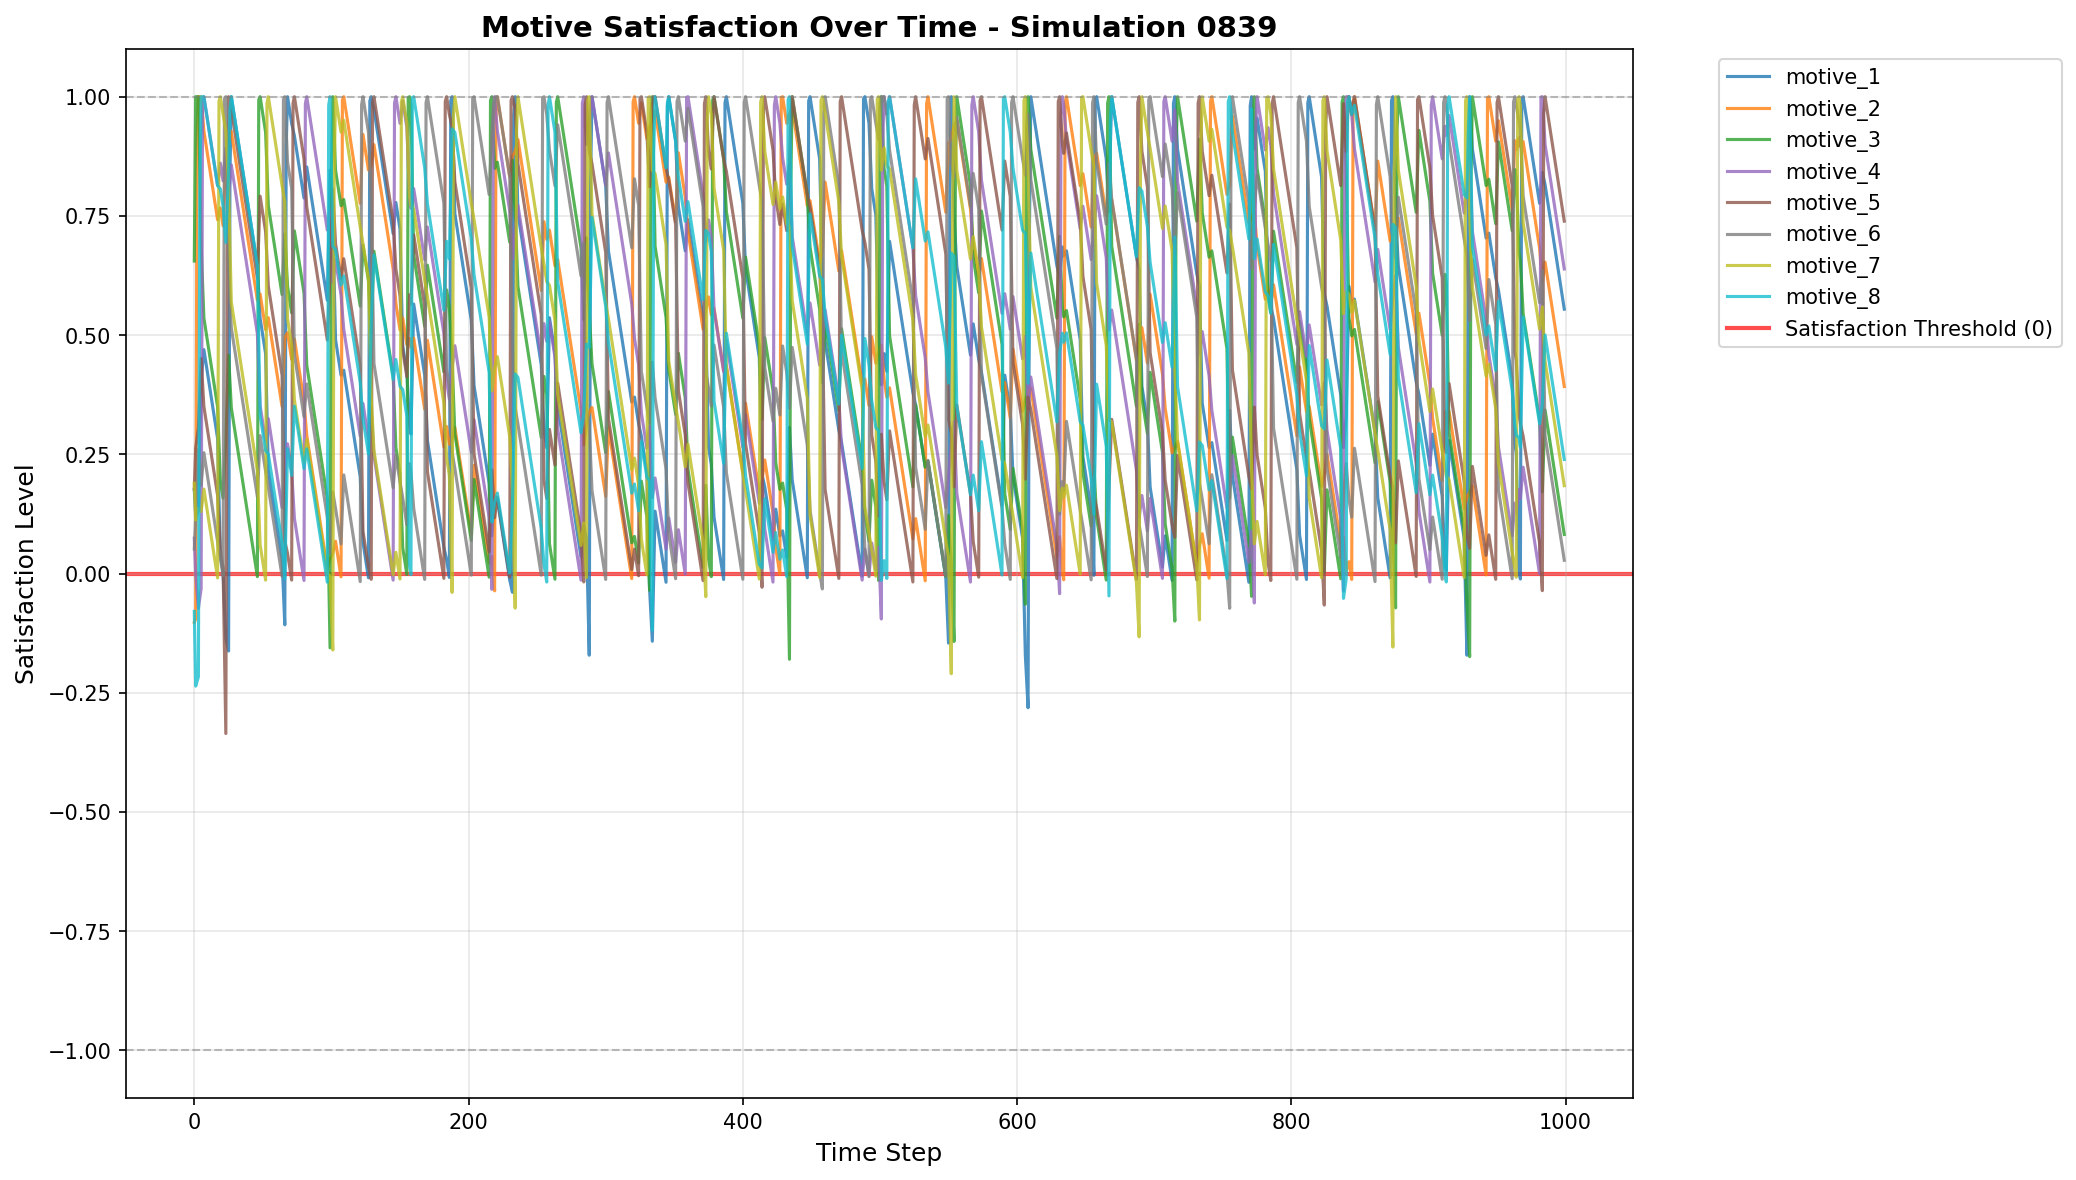 Motive Satisfaction Over Time - Simulation 0839
Satisfaction Level
1.00
0.75
0.50
0.25
0.00
−0.25
−0.50
−0.75
−1.00
0
200
400
600
800
1000
Time Step
motive_1
motive_2
motive_3
motive_4
motive_5
motive_6
motive_7
motive_8
Satisfaction Threshold (0)